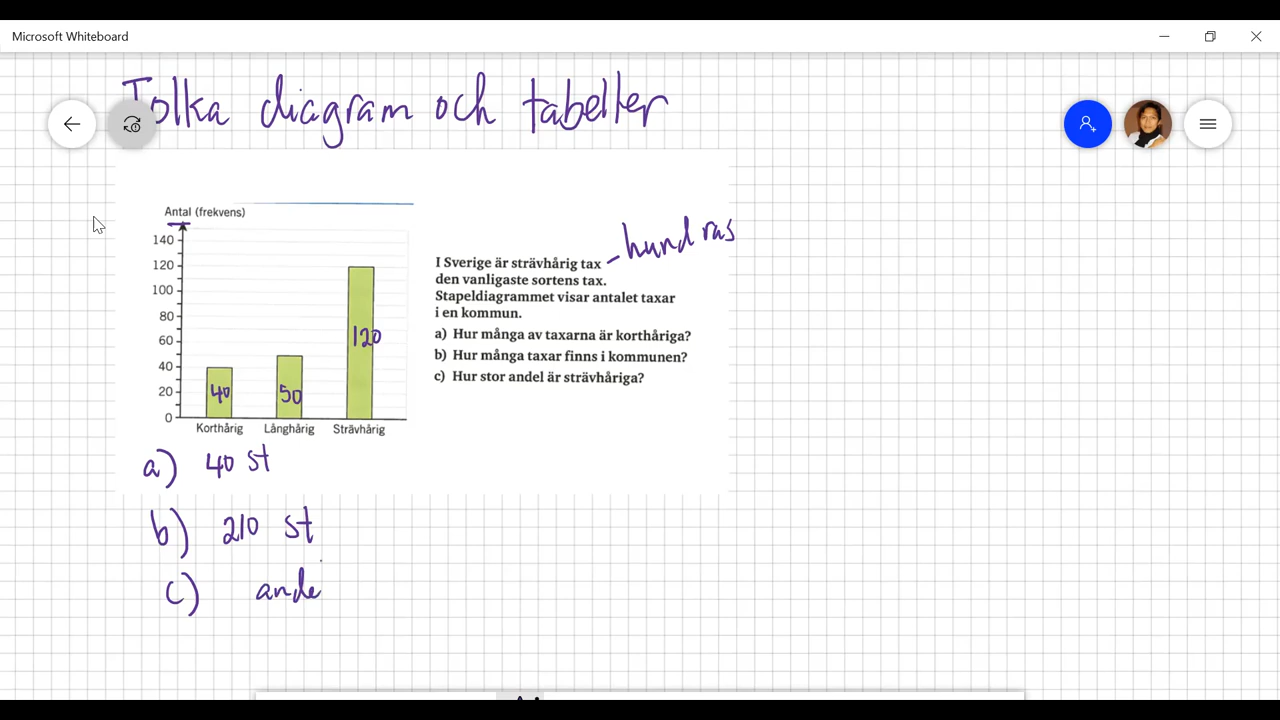 Microsoft Whiteboard
Tolka diagram och tabeller
Antal (frekvens)
140
120
100
80
60
40
20
0
40
50
120
Korthårig Långhårig Strävhårig
I Sverige är strävhårig tax
den vanligaste sortens tax.
Stapeldiagrammet visar antalet taxar
i en kommun.
a) Hur många av taxarna är korthåriga?
b) Hur många taxar finns i kommunen?
c) Hur stor andel är strävhåriga?
hund ras
a) 40 st
b) 210 st
c) ande